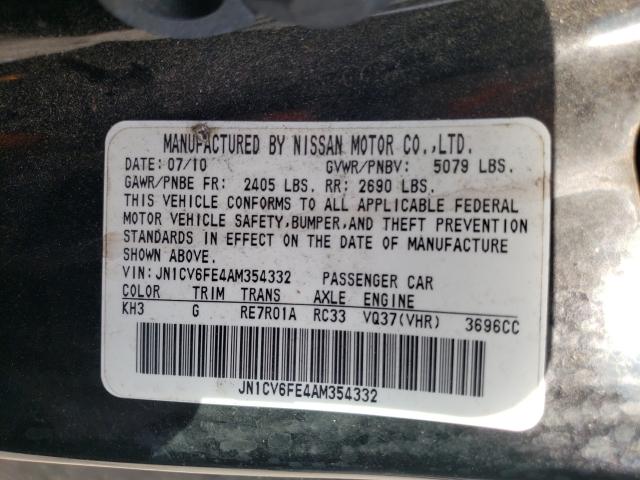 MANUFACTURED BY NISSAN MOTOR CO.,LTD.
DATE: 07/10 GVWR/PNBV: 5079 LBS.
GAWR/PNBE FR: 2405 LBS. RR: 2690 LBS.
THIS VEHICLE CONFORMS TO ALL APPLICABLE FEDERAL
MOTOR VEHICLE SAFETY,BUMPER,AND THEFT PREVENTION
STANDARDS IN EFFECT ON THE DATE OF MANUFACTURE
SHOWN ABOVE.
VIN:JN1CV6FE4AM354332 PASSENGER CAR
COLOR TRIM TRANS AXLE ENGINE
KH3 G RE7R01A RC33 VQ37(VHR) 3696CC
JN1CV6FE4AM354332